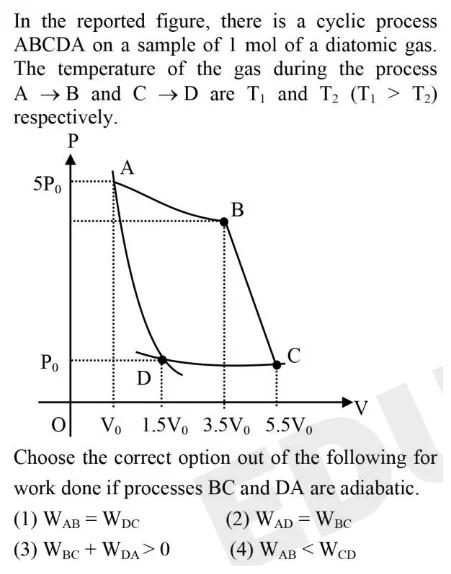 In the reported figure, there is a cyclic process
ABCDA on a sample of 1 mol of a diatomic gas.
The temperature of the gas during the process
A → B and C → D are T₁ and T₂ (T₁ > T₂)
respectively.
P
A
5P₀
B
P₀
C
D
V
O V₀ 1.5V₀ 3.5V₀ 5.5V₀
Choose the correct option out of the following for
work done if processes BC and DA are adiabatic.
(1) W_AB = W_DC (2) W_AD = W_BC
(3) W_BC + W_DA > 0 (4) W_AB < W_CD
EDU